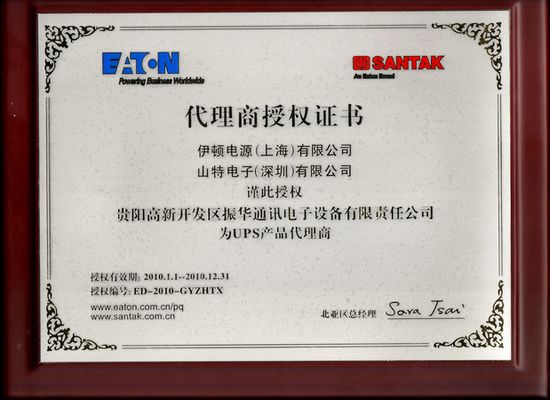 EATON
Powering Business Worldwide
SANTAK
An Eaton Brand
代理商授权证书
伊顿电源(上海)有限公司
山特电子(深圳)有限公司
谨此授权
贵阳高新开发区振华通讯电子设备有限责任公司
为UPS产品代理商
授权有效期: 2010.1.1--2010.12.31
授权编号: ED-2010-GYZHTX
www.eaton.com.cn/pq
www.santak.com.cn
北亚区总经理 Sara Tsai